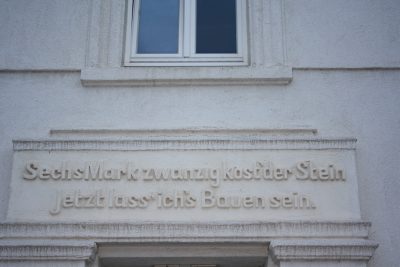 Sechs Mark zwanzig kost' der Stein
jetzt lass' ich's Bauen sein.